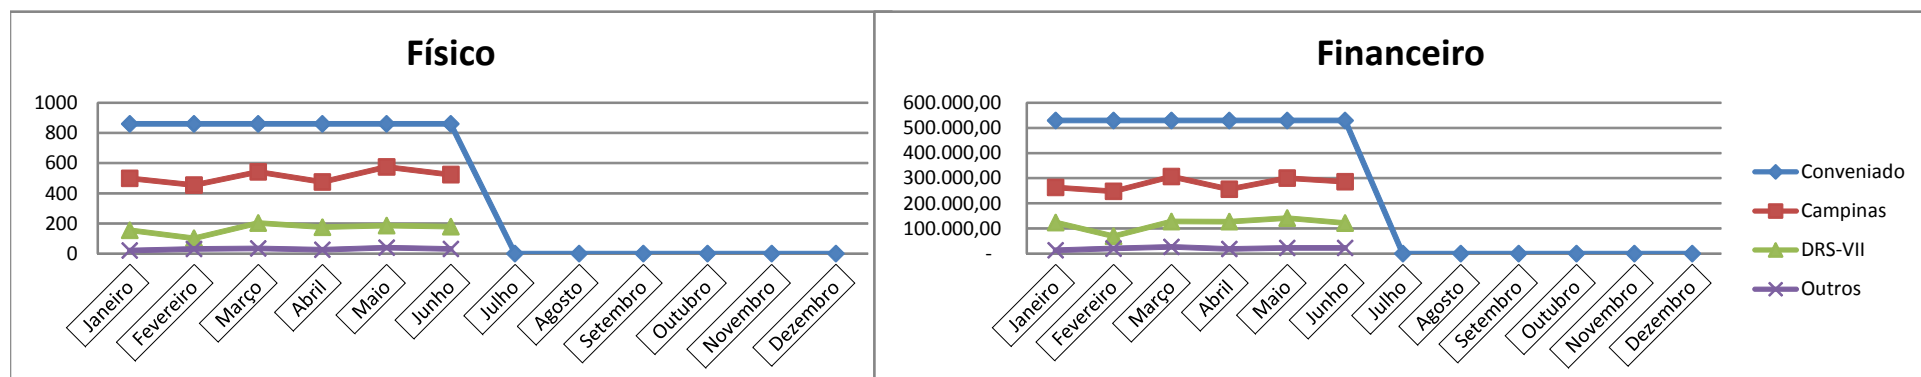 Físico
1000
800
600
400
200
0
Janeiro
Fevereiro
Março
Abril
Maio
Junho
Julho
Agosto
Setembro
Outubro
Novembro
Dezembro
Financeiro
600.000,00
500.000,00
400.000,00
300.000,00
200.000,00
100.000,00
-
Janeiro
Fevereiro
Março
Abril
Maio
Junho
Julho
Agosto
Setembro
Outubro
Novembro
Dezembro
Conveniado
Campinas
DRS-VII
Outros